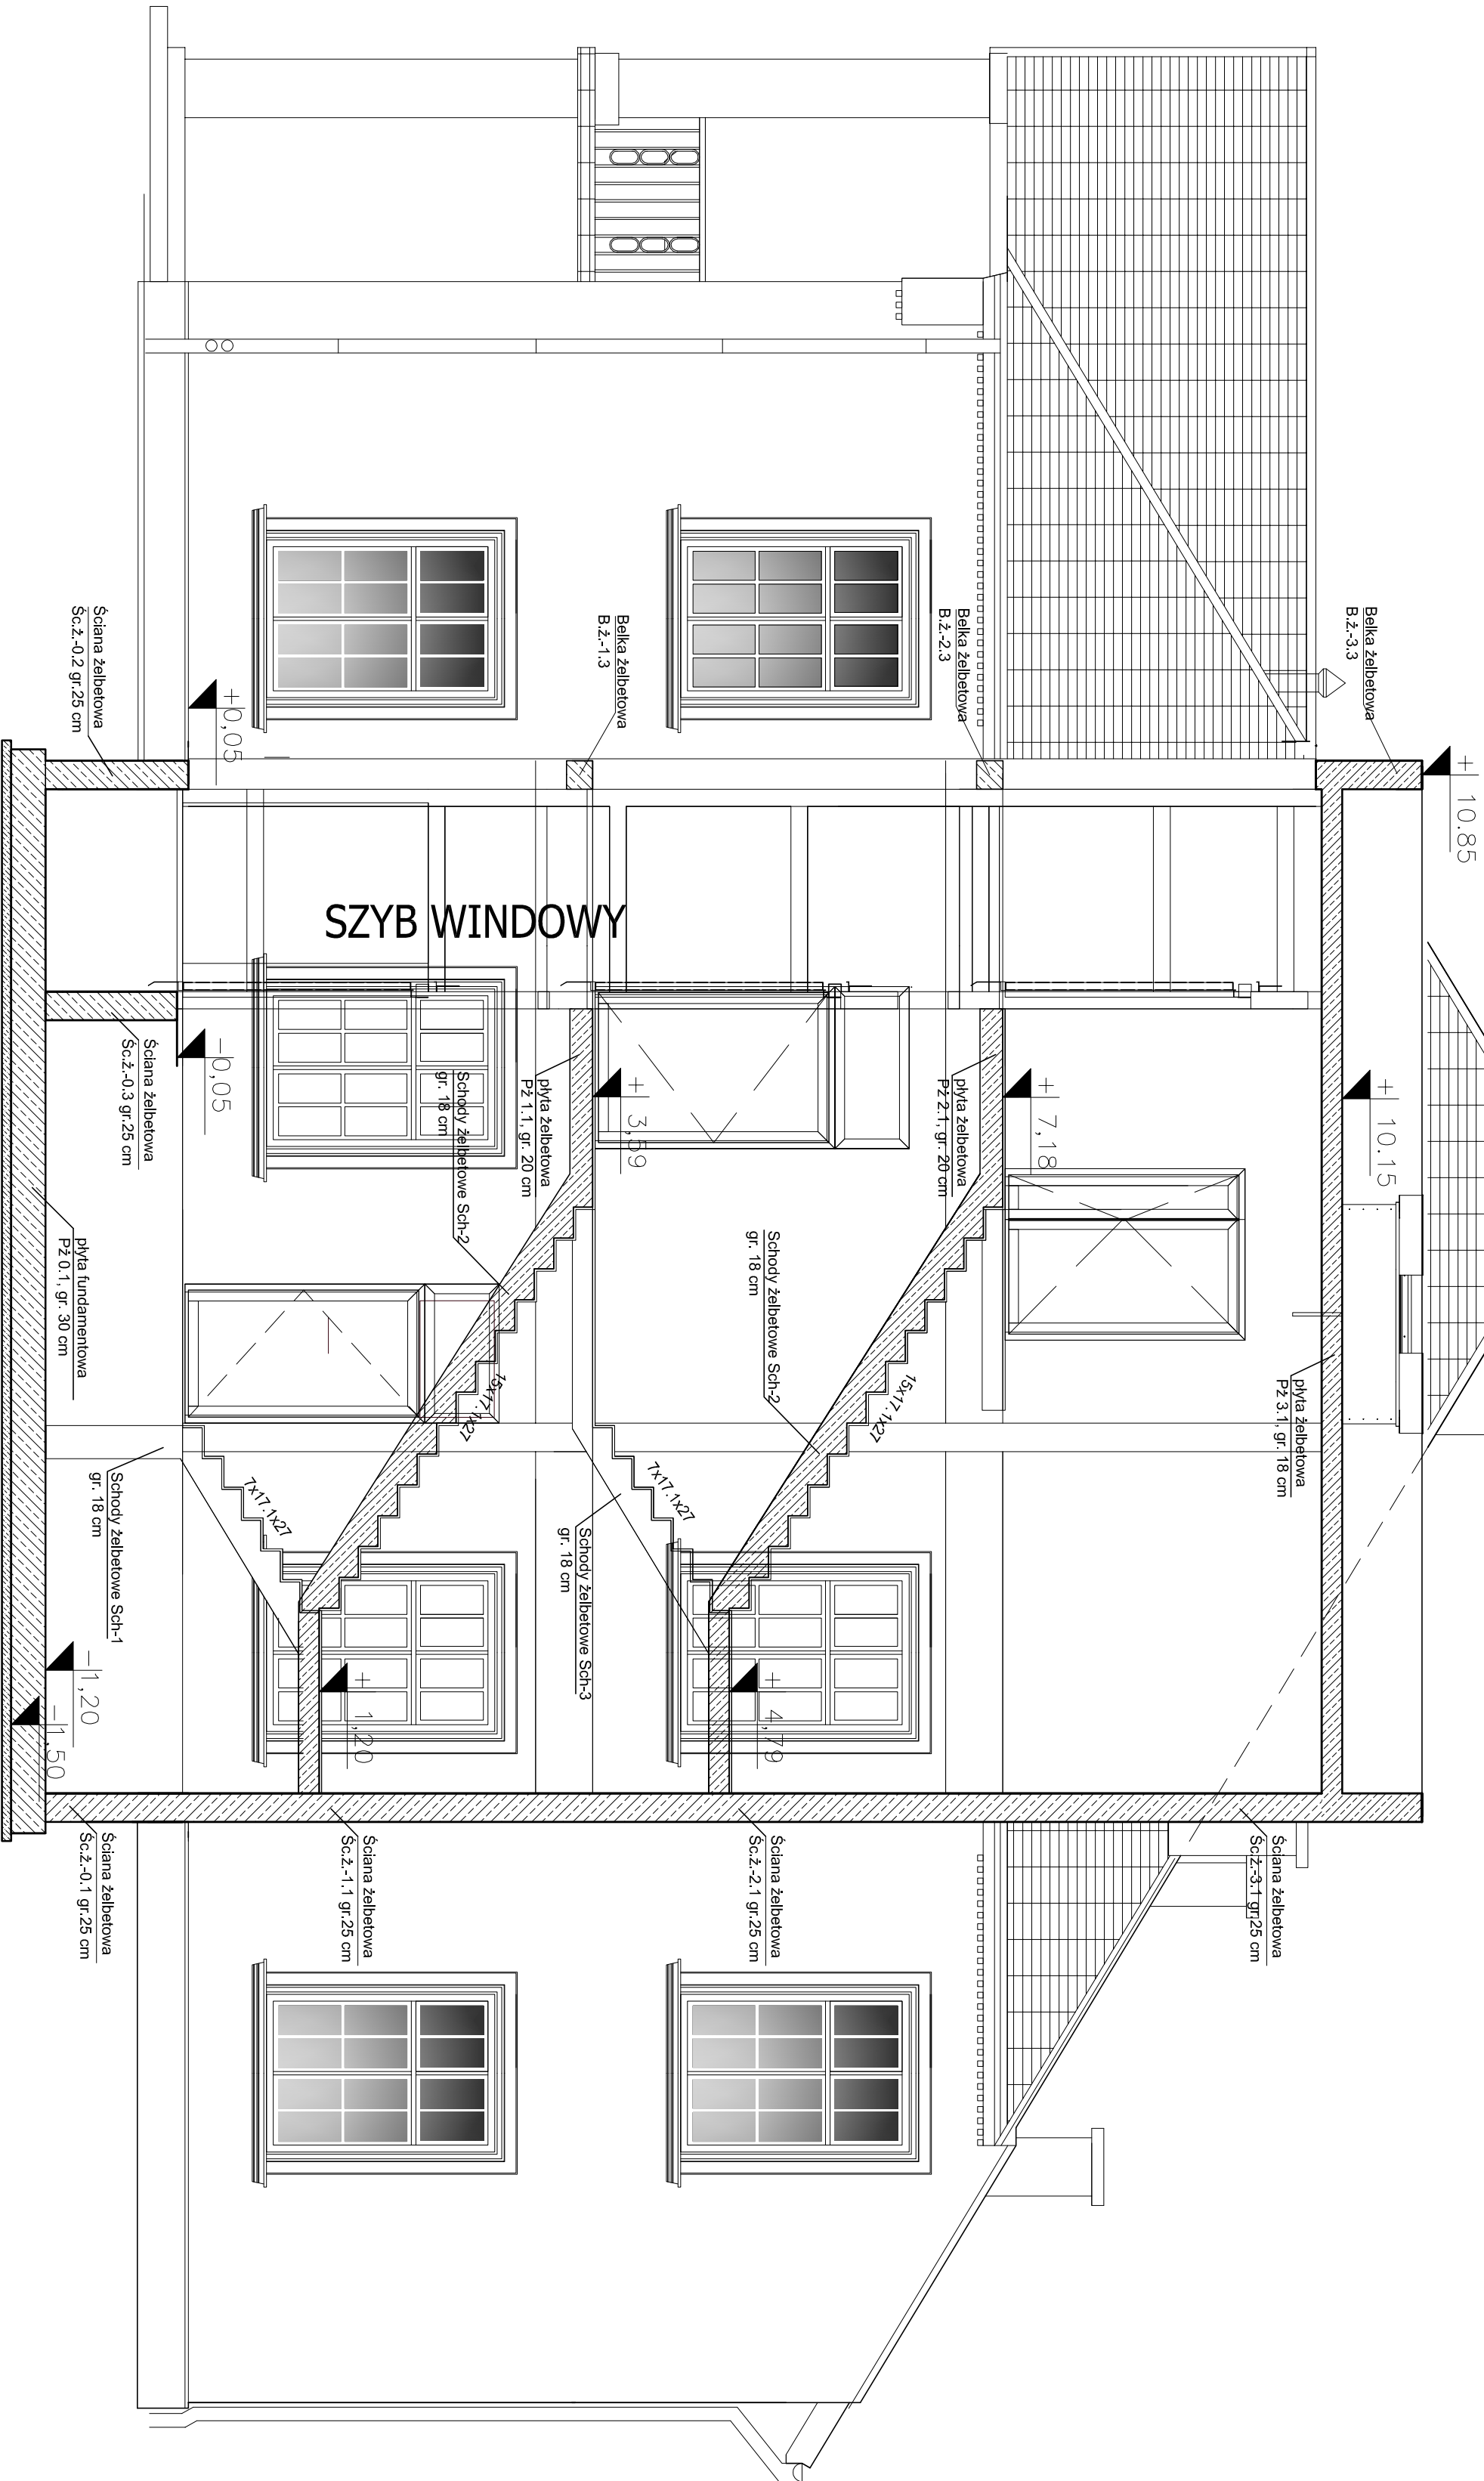 Belka żelbetowa
B.ż.-3.3
+ 10.85
+ 10.15
płyta żelbetowa
Pż 3.1, gr. 18 cm
Ściana żelbetowa
Śc.ż.-3.1 gr.25 cm
Belka żelbetowa
B.ż.-2.3
+ 7,18
płyta żelbetowa
Pż 2.1, gr. 20 cm
15x17.1x27
Schody żelbetowe Sch-2
gr. 18 cm
+ 4,79
Ściana żelbetowa
Śc.ż.-2.1 gr.25 cm
Belka żelbetowa
B.ż.-1.3
SZYB WINDOWY
+ 3,59
płyta żelbetowa
Pż 1.1, gr. 20 cm
7x17.1x27
Schody żelbetowe Sch-3
gr. 18 cm
Schody żelbetowe Sch-2
gr. 18 cm
15x17.1x27
+ 1,20
Ściana żelbetowa
Śc.ż.-1.1 gr.25 cm
+0,05
-0,05
7x17.1x27
Schody żelbetowe Sch-1
gr. 18 cm
Ściana żelbetowa
Śc.ż.-0.2 gr.25 cm
Ściana żelbetowa
Śc.ż.-0.3 gr.25 cm
płyta fundamentowa
Pż 0.1, gr. 30 cm
-1,20
-1,50
Ściana żelbetowa
Śc.ż.-0.1 gr.25 cm